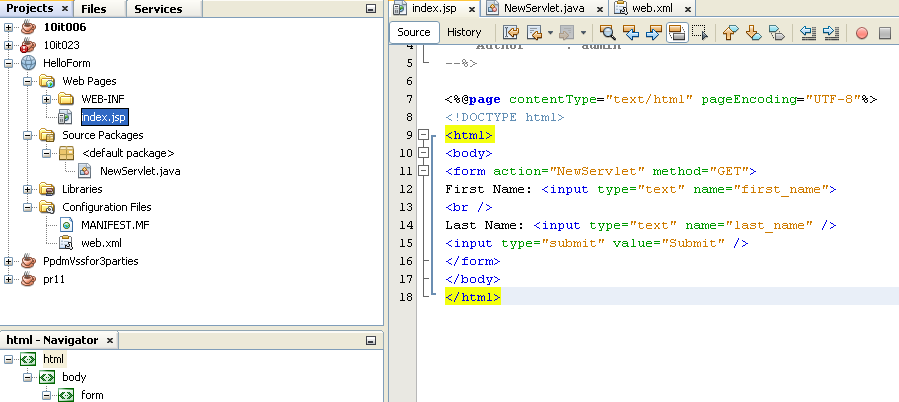 Projects × Files Services
10it006
10it023
HelloForm
Web Pages
WEB-INF
index.jsp
Source Packages
<default package>
NewServlet.java
Libraries
Configuration Files
MANIFEST.MF
web.xml
PpdmVssfor3parties
pr11
html - Navigator ×
html
body
form
index.jsp × NewServlet.java × web.xml ×
Source History
4 Author : admin
5 --%>
6
7 <%@page contentType="text/html" pageEncoding="UTF-8"%>
8 <!DOCTYPE html>
9 <html>
10 <body>
11 <form action="NewServlet" method="GET">
12 First Name: <input type="text" name="first_name">
13 <br />
14 Last Name: <input type="text" name="last_name" />
15 <input type="submit" value="Submit" />
16 </form>
17 </body>
18 </html>